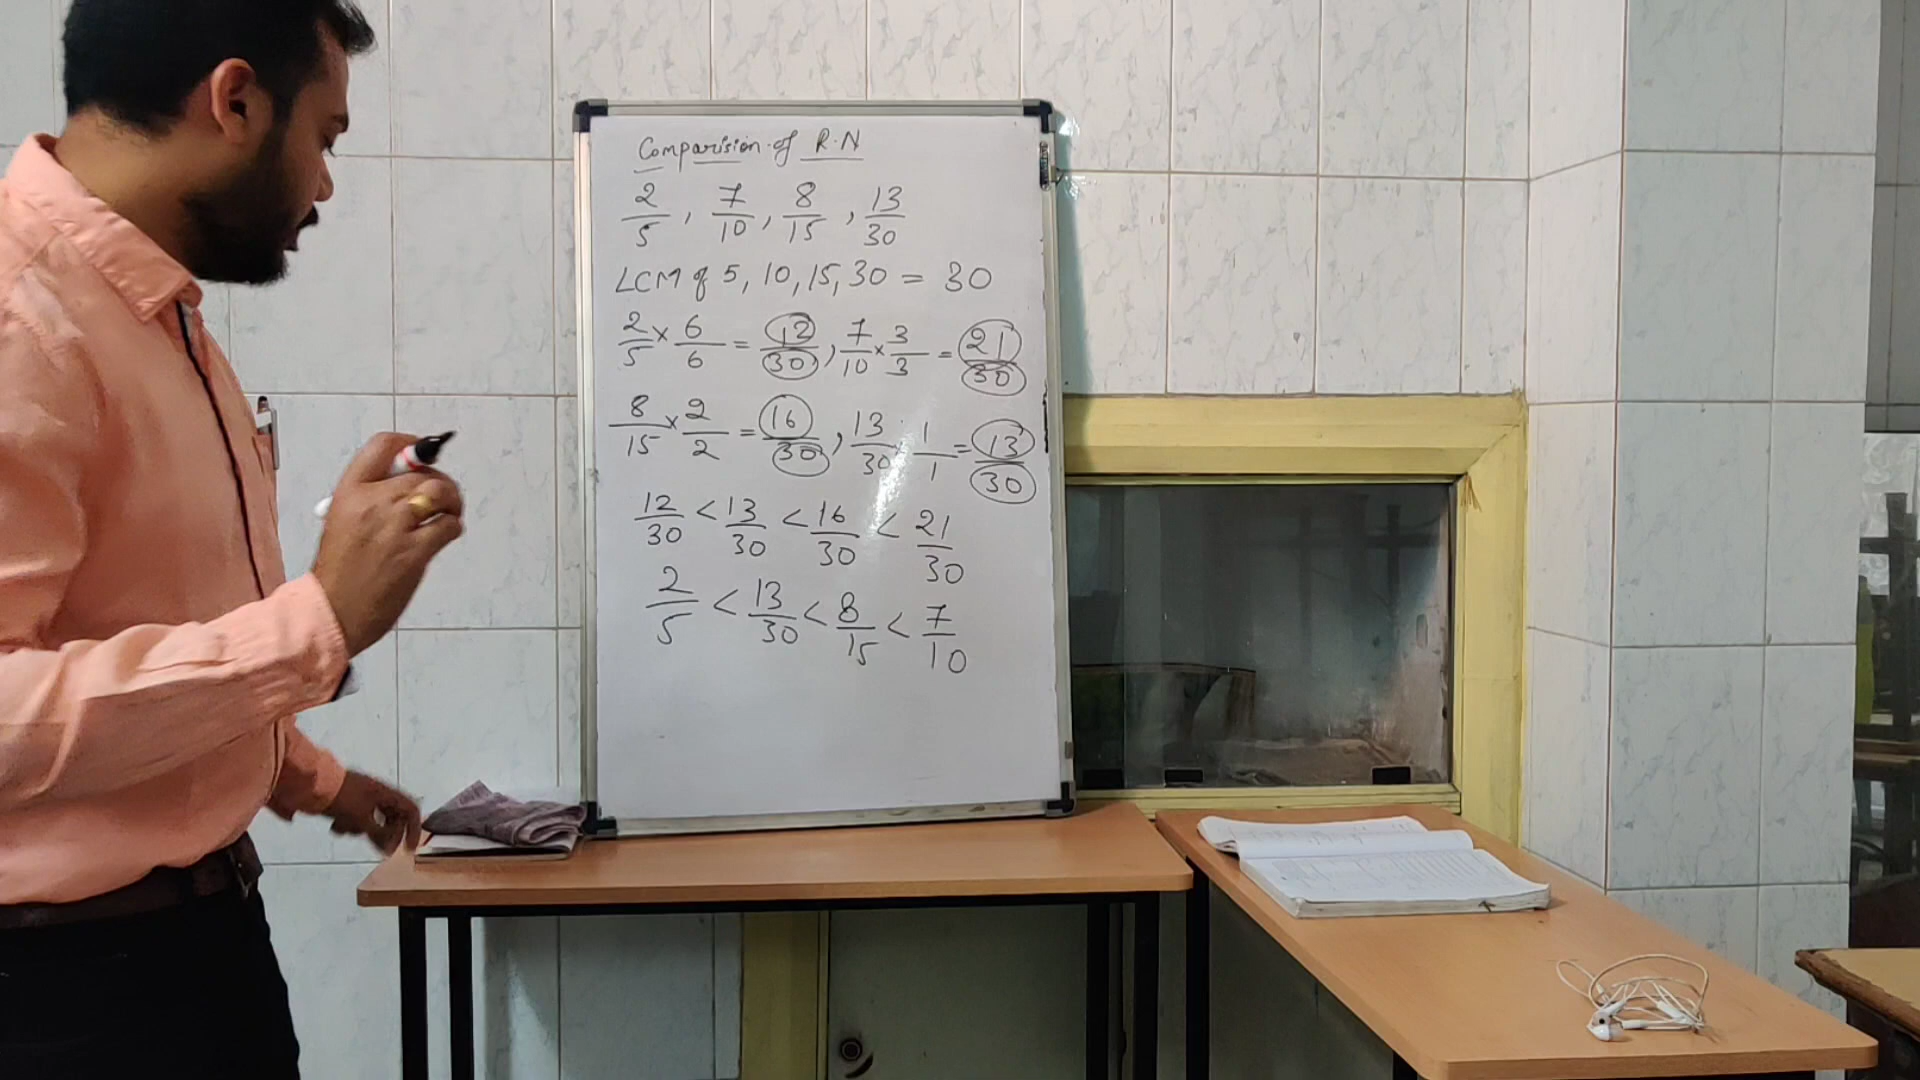 Comparision of R.N
2/5, 7/10, 8/15, 13/30
LCM of 5, 10, 15, 30 = 30
2/5 × 6/6 = 12/30, 7/10 × 3/3 = 21/30
8/15 × 2/2 = 16/30, 13/30 × 1/1 = 13/30
12/30 < 13/30 < 16/30 < 21/30
2/5 < 13/30 < 8/15 < 7/10